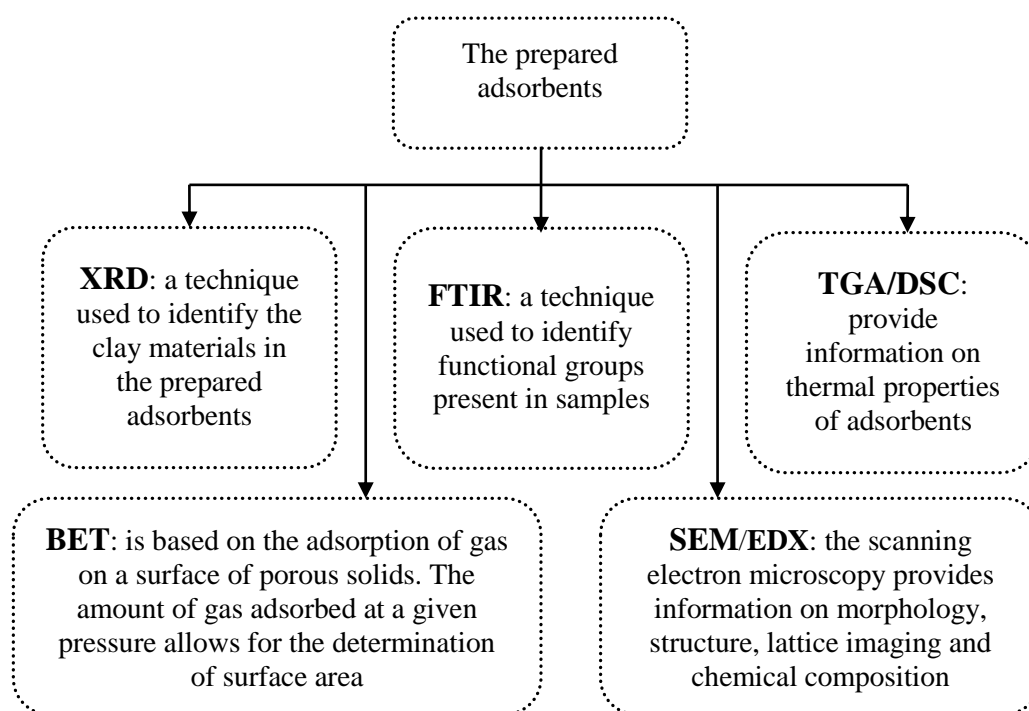 The prepared
adsorbents
XRD: a technique
used to identify the
clay materials in
the prepared
adsorbents
FTIR: a technique
used to identify
functional groups
present in samples
TGA/DSC:
provide
information on
thermal properties
of adsorbents
BET: is based on the adsorption of gas
on a surface of porous solids. The
amount of gas adsorbed at a given
pressure allows for the determination
of surface area
SEM/EDX: the scanning
electron microscopy provides
information on morphology,
structure, lattice imaging and
chemical composition